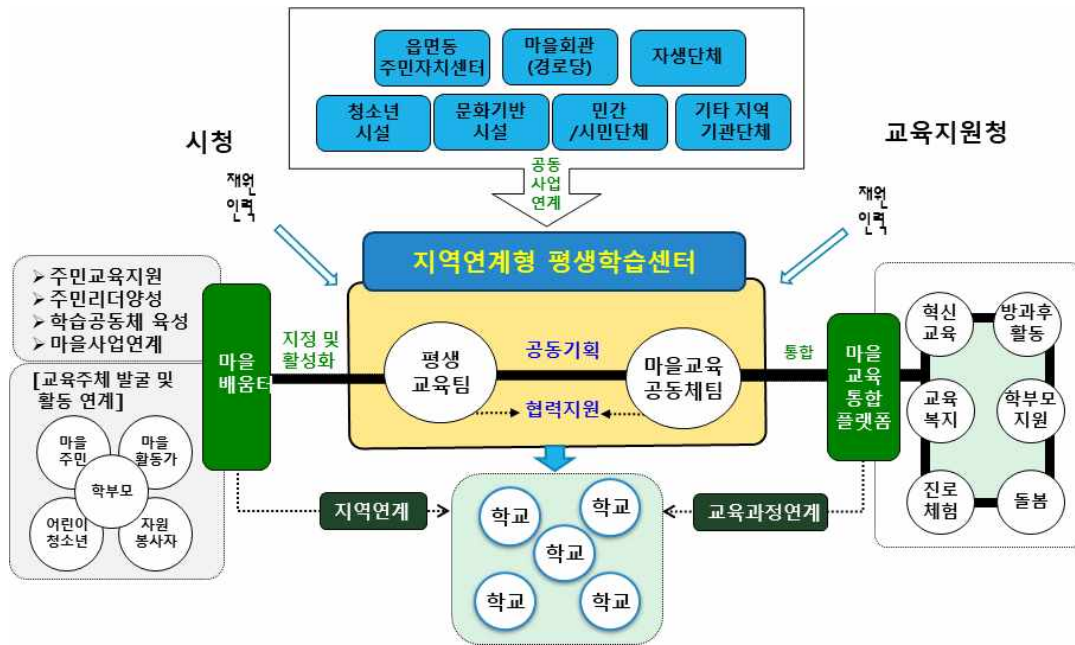 읍면동
주민자치센터
마을회관
(경로당)
자생단체
청소년
시설
문화기반
시설
민간
/시민단체
기타 지역
기관단체
시청
교육지원청
공동
사업
연계
재원
인력
재원
인력
지역연계형 평생학습센터
➢ 주민교육지원
➢ 주민리더양성
➢ 학습공동체 육성
➢ 마을사업연계
마을
배움터
지정 및
활성화
평생
교육팀
공동기획
협력지원
마을교육
공동체팀
통합
마을
교육
통합
플랫폼
혁신
교육
방과후
활동
교육
복지
학부모
지원
진로
체험
돌봄
[교육주체 발굴 및
활동 연계]
마을
주민
마을
활동가
학부모
어린이
청소년
자원
봉사자
지역연계
교육과정연계
학교
학교
학교
학교
학교